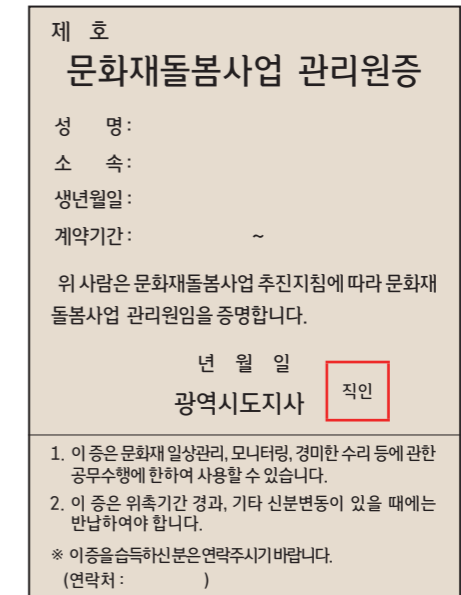 제 호
문화재돌봄사업 관리원증
성 명 :
소 속 :
생년월일 :
계약기간 : ~
위 사람은 문화재돌봄사업 추진지침에 따라 문화재
돌봄사업 관리원임을 증명합니다.
년 월 일
광역시도지사 직인
1. 이 증은 문화재 일상관리, 모니터링, 경미한 수리 등에 관한
공무수행에 한하여 사용할 수 있습니다.
2. 이 증은 위촉기간 경과, 기타 신분변동이 있을 때에는
반납하여야 합니다.
※ 이 증을 습득하신 분은 연락주시기 바랍니다.
(연락처 : )